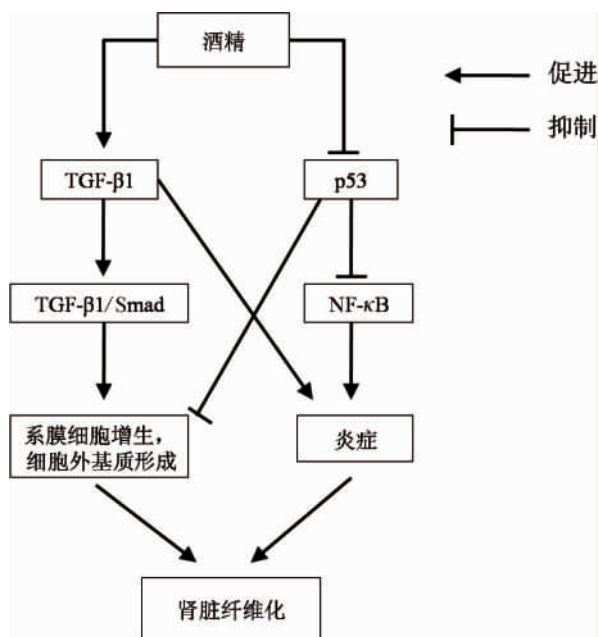 酒精
促进
抑制
TGF-β1
p53
TGF-β1/Smad
NF-κB
系膜细胞增生，
细胞外基质形成
炎症
肾脏纤维化